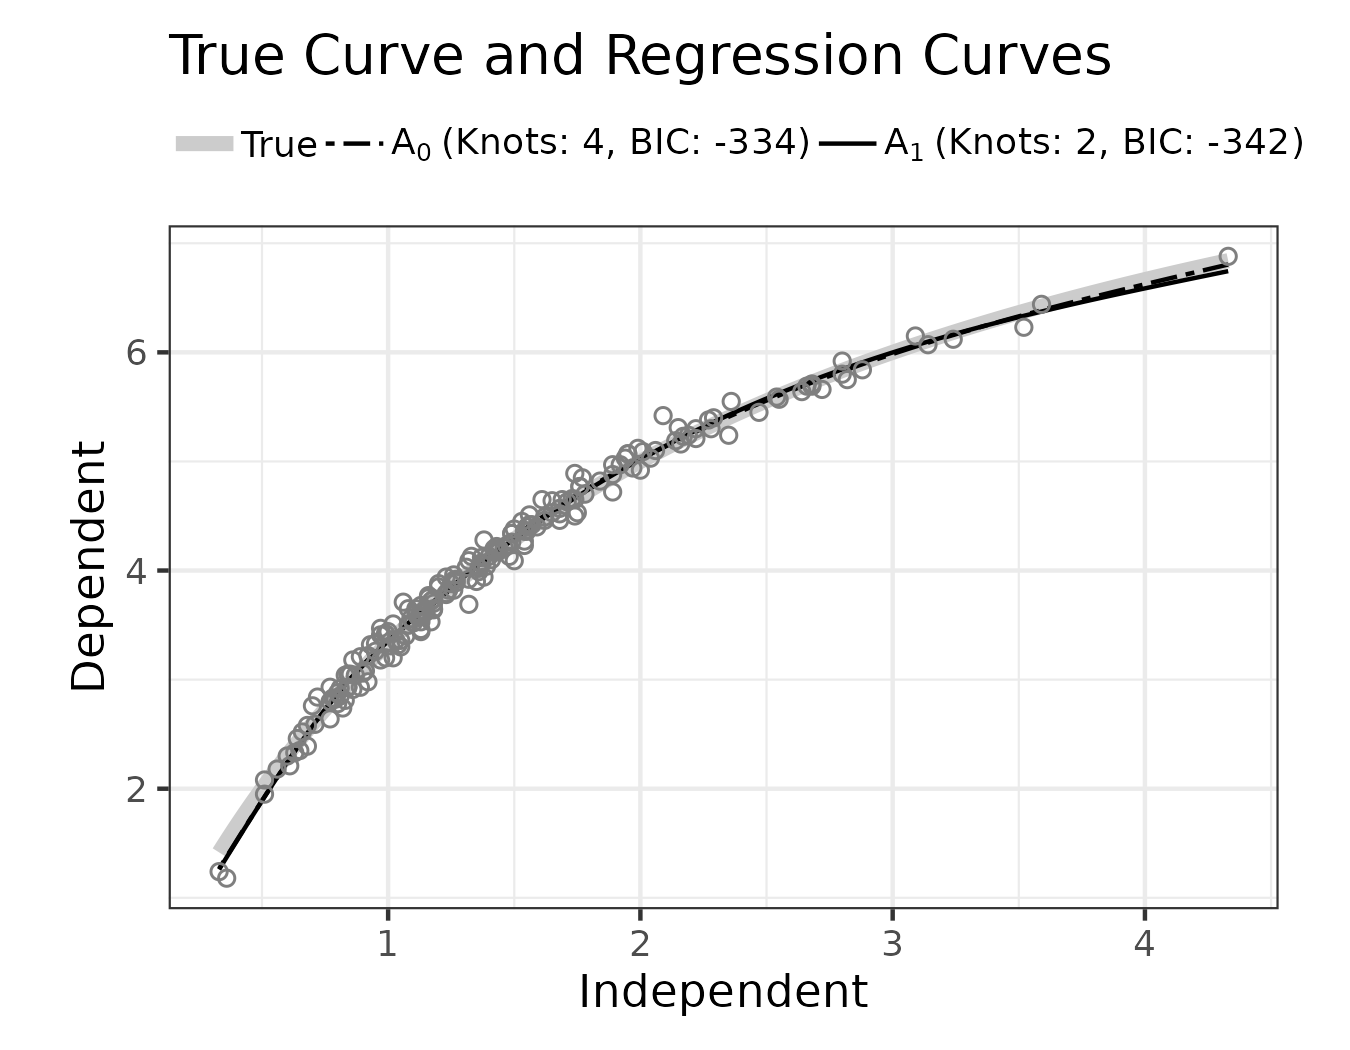 True Curve and Regression Curves
True A₀ (Knots: 4, BIC: -334) A₁ (Knots: 2, BIC: -342)
6
4
2
Dependent
1 2 3 4
Independent